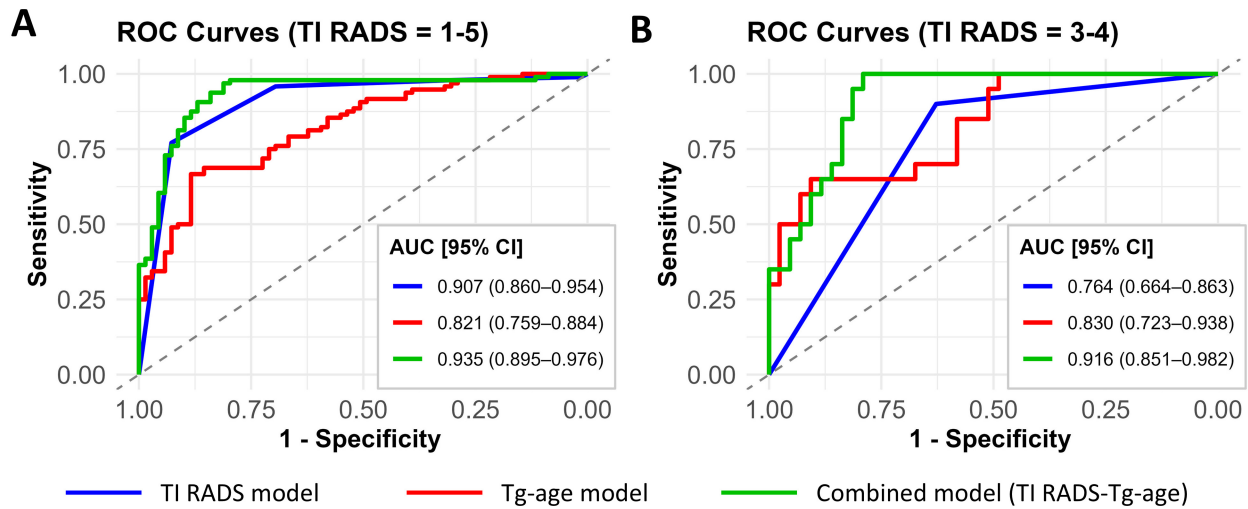 A
ROC Curves (TI RADS = 1-5)
1.00
0.75
0.50
0.25
0.00
Sensitivity
AUC [95% CI]
0.907 (0.860–0.954)
0.821 (0.759–0.884)
0.935 (0.895–0.976)
1.00 0.75 0.50 0.25 0.00
1 - Specificity
B
ROC Curves (TI RADS = 3-4)
1.00
0.75
0.50
0.25
0.00
Sensitivity
AUC [95% CI]
0.764 (0.664–0.863)
0.830 (0.723–0.938)
0.916 (0.851–0.982)
1.00 0.75 0.50 0.25 0.00
1 - Specificity
TI RADS model Tg-age model Combined model (TI RADS-Tg-age)